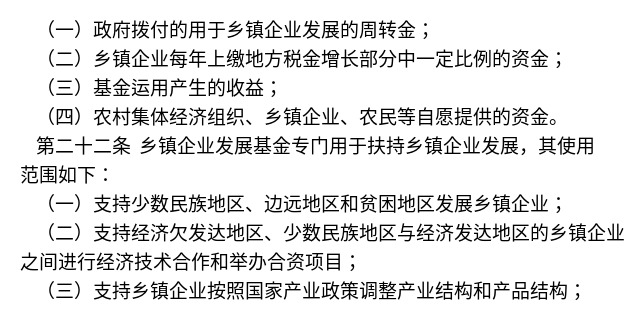 （一）政府拨付的用于乡镇企业发展的周转金；
（二）乡镇企业每年上缴地方税金增长部分中一定比例的资金；
（三）基金运用产生的收益；
（四）农村集体经济组织、乡镇企业、农民等自愿提供的资金。
第二十二条 乡镇企业发展基金专门用于扶持乡镇企业发展，其使用
范围如下：
（一）支持少数民族地区、边远地区和贫困地区发展乡镇企业；
（二）支持经济欠发达地区、少数民族地区与经济发达地区的乡镇企业
之间进行经济技术合作和举办合资项目；
（三）支持乡镇企业按照国家产业政策调整产业结构和产品结构；